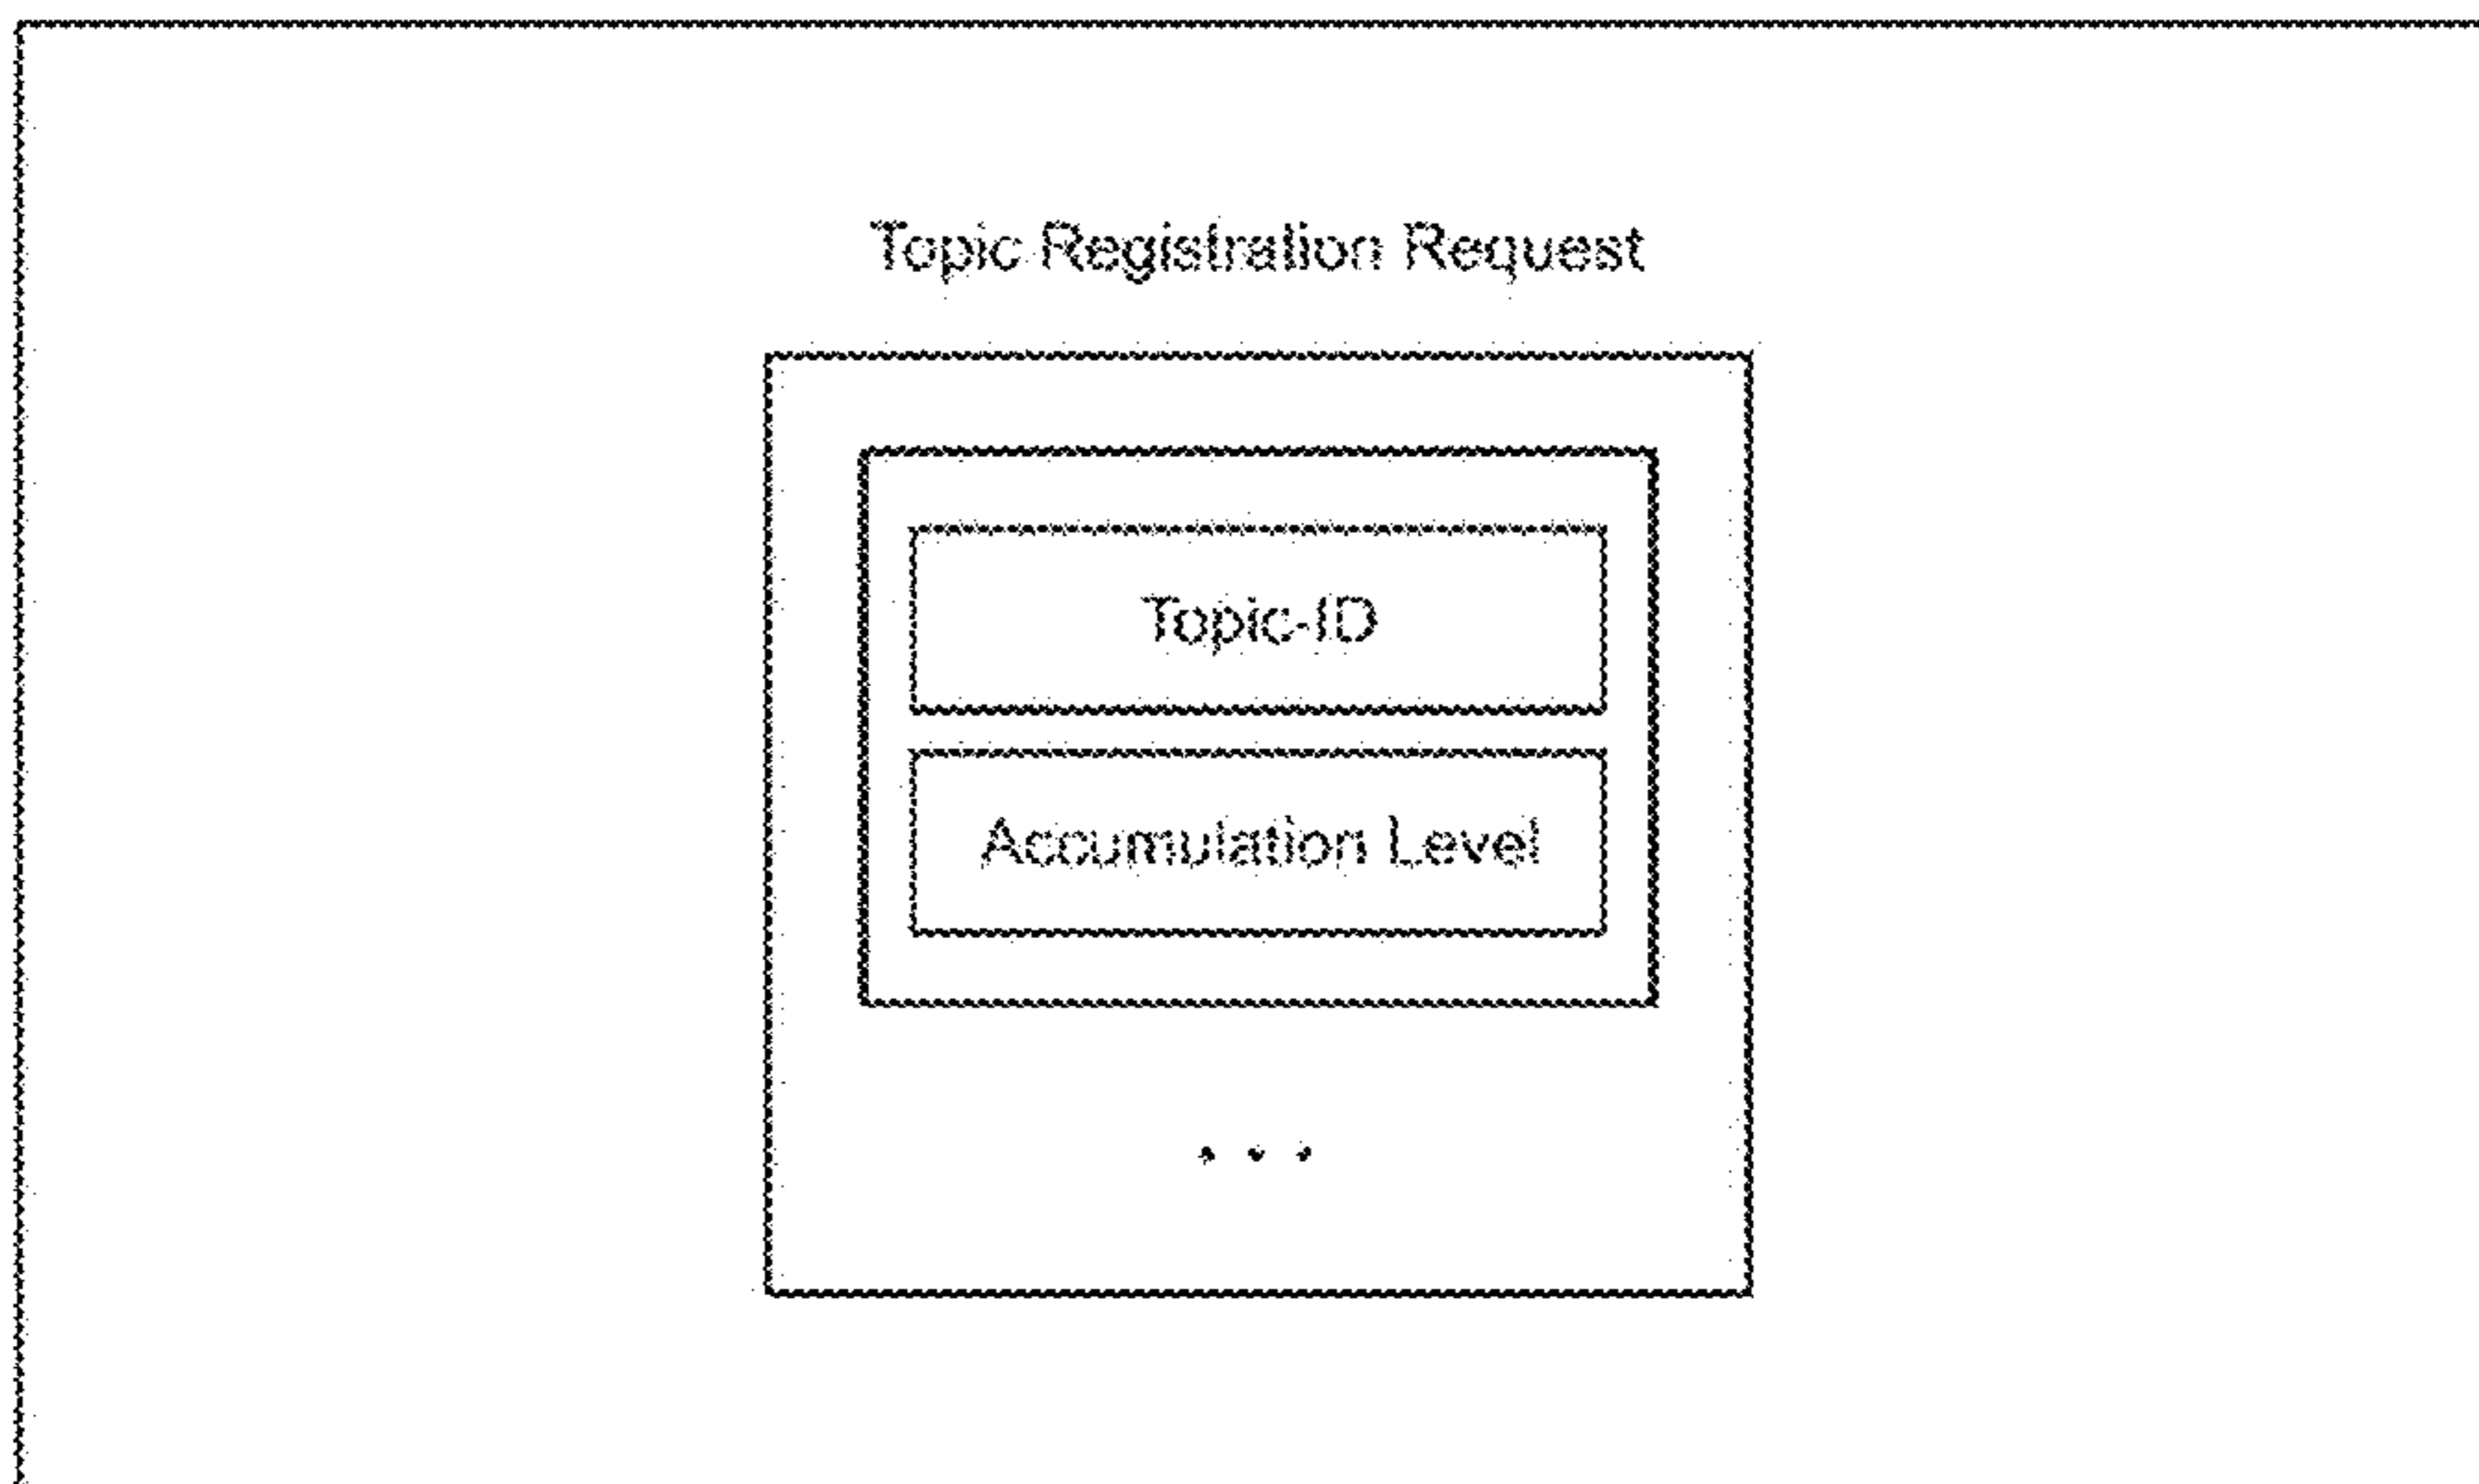 Topic Registration Request
Topic-ID
Accumulation Level
...